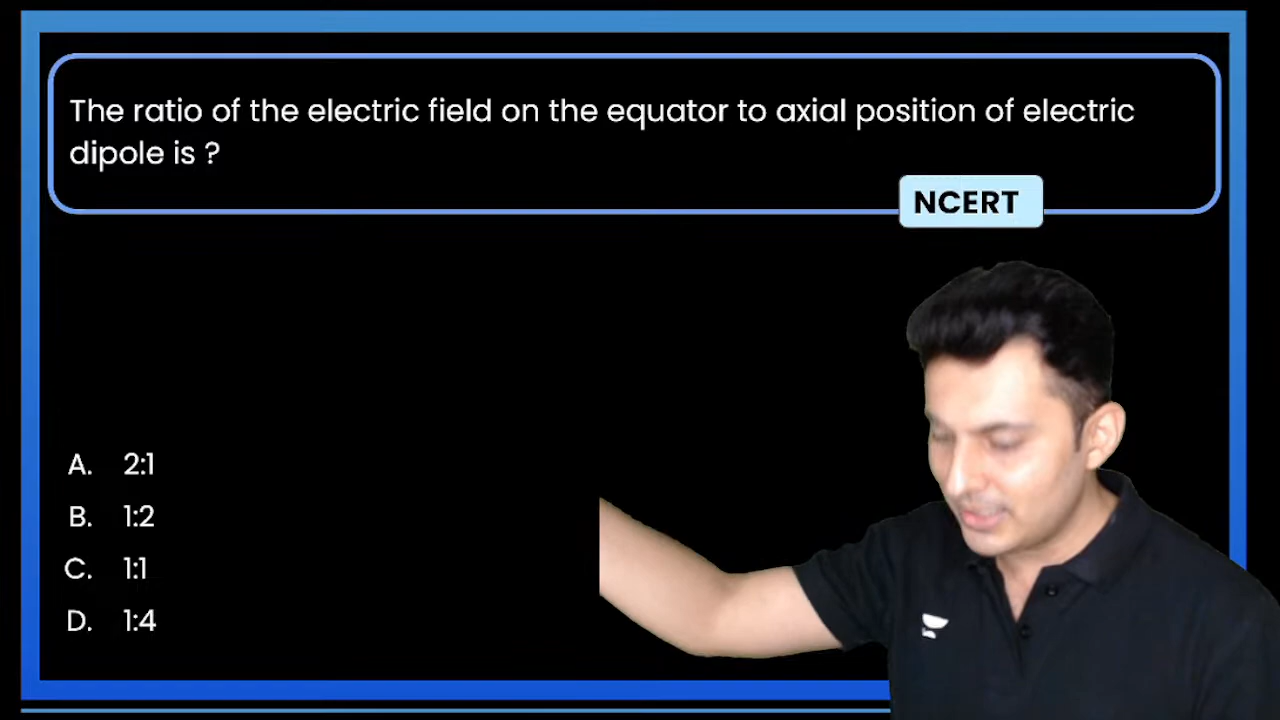 The ratio of the electric field on the equator to axial position of electric
dipole is ?
NCERT
A. 2:1
B. 1:2
C. 1:1
D. 1:4